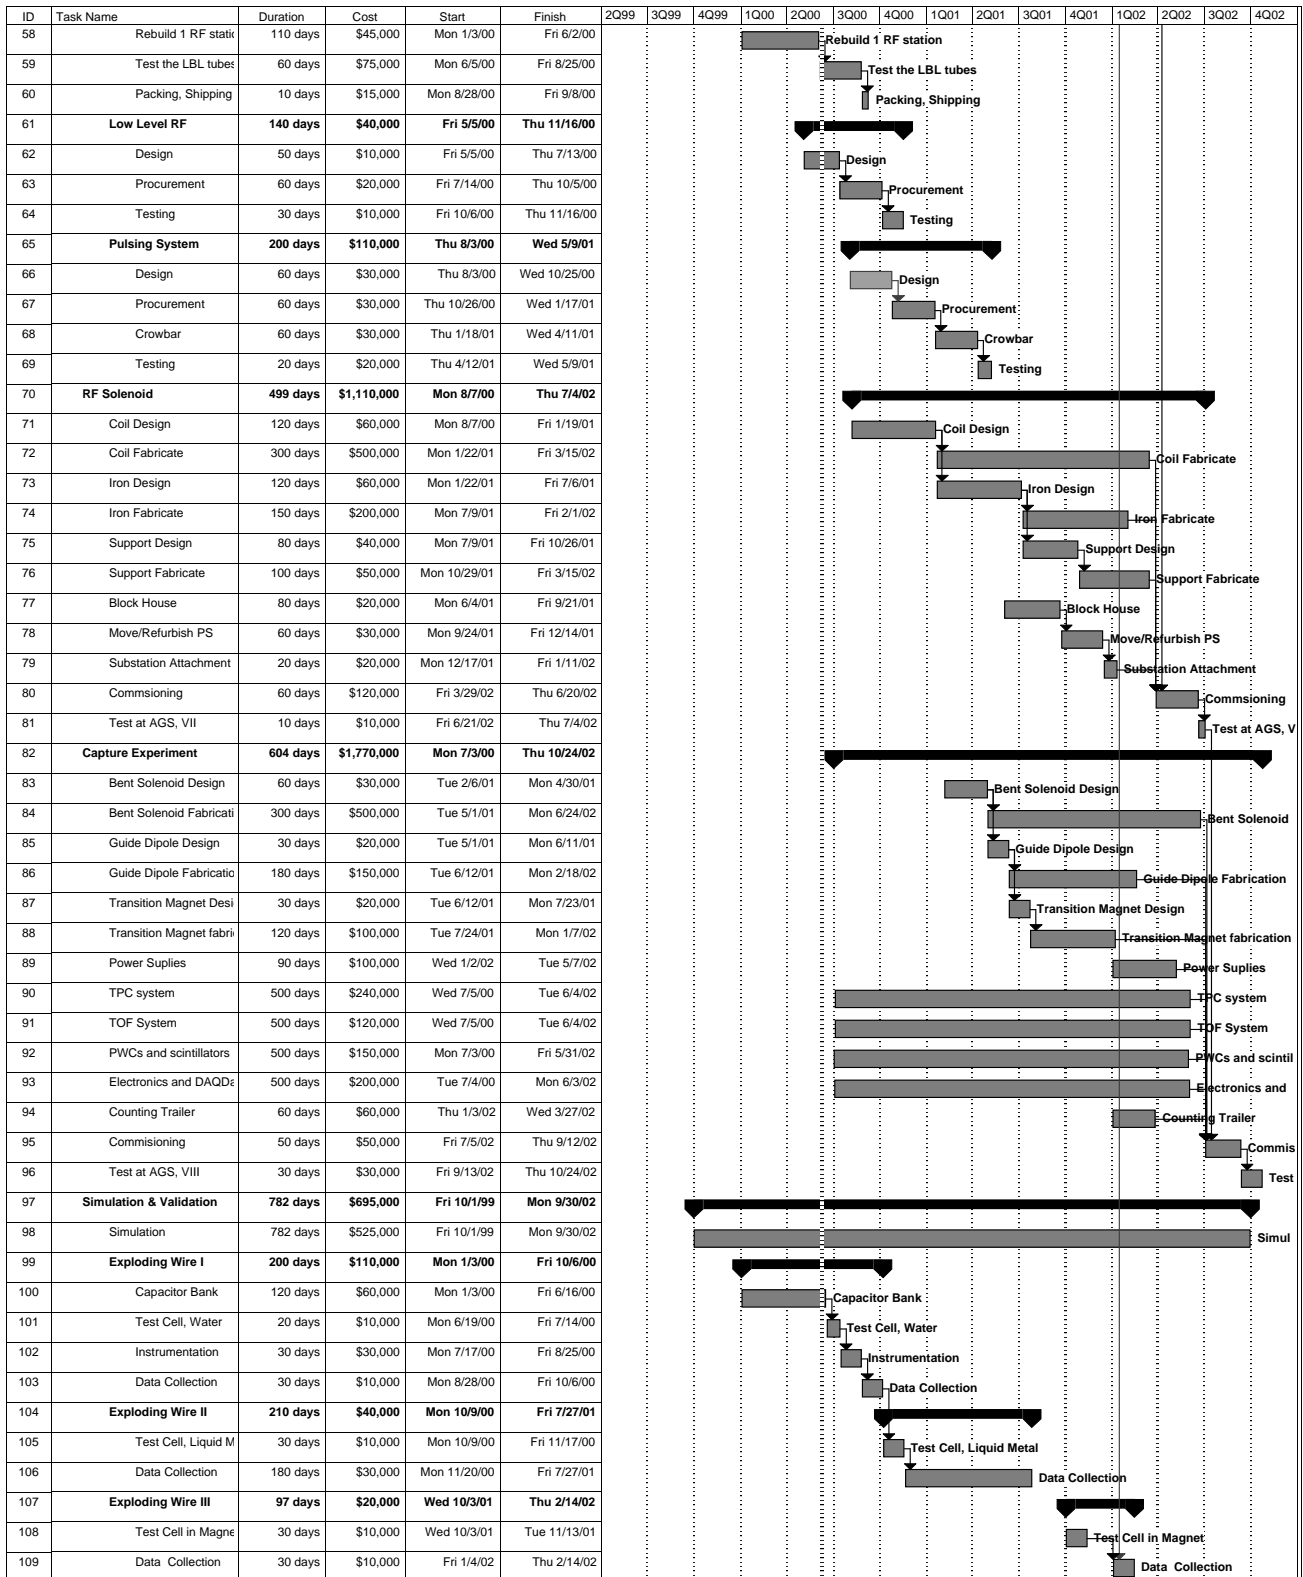 ID Task Name Duration Cost Start Finish 2Q99 3Q99 4Q99 1Q00 2Q00 3Q00 4Q00 1Q01 2Q01 3Q01 4Q01 1Q02 2Q02 3Q02 4Q02
58 Rebuild 1 RF static 110 days $45,000 Mon 1/3/00 Fri 6/2/00 Rebuild 1 RF station
59 Test the LBL tubes 60 days $75,000 Mon 6/5/00 Fri 8/25/00 Test the LBL tubes
60 Packing, Shipping 10 days $15,000 Mon 8/28/00 Fri 9/8/00 Packing, Shipping
61 Low Level RF 140 days $40,000 Fri 5/5/00 Thu 11/16/00
62 Design 50 days $10,000 Fri 5/5/00 Thu 7/13/00 Design
63 Procurement 60 days $20,000 Fri 7/14/00 Thu 10/5/00 Procurement
64 Testing 30 days $10,000 Fri 10/6/00 Thu 11/16/00 Testing
65 Pulsing System 200 days $110,000 Thu 8/3/00 Wed 5/9/01
66 Design 60 days $30,000 Thu 8/3/00 Wed 10/25/00 Design
67 Procurement 60 days $30,000 Thu 10/26/00 Wed 1/17/01 Procurement
68 Crowbar 60 days $30,000 Thu 1/18/01 Wed 4/11/01 Crowbar
69 Testing 20 days $20,000 Thu 4/12/01 Wed 5/9/01 Testing
70 RF Solenoid 499 days $1,110,000 Mon 8/7/00 Thu 7/4/02
71 Coil Design 120 days $60,000 Mon 8/7/00 Fri 1/19/01 Coil Design
72 Coil Fabricate 300 days $500,000 Mon 1/22/01 Fri 3/15/02 Coil Fabricate
73 Iron Design 120 days $60,000 Mon 1/22/01 Fri 7/6/01 Iron Design
74 Iron Fabricate 150 days $200,000 Mon 7/9/01 Fri 2/1/02 Iron Fabricate
75 Support Design 80 days $40,000 Mon 7/9/01 Fri 10/26/01 Support Design
76 Support Fabricate 100 days $50,000 Mon 10/29/01 Fri 3/15/02 Support Fabricate
77 Block House 80 days $20,000 Mon 6/4/01 Fri 9/21/01 Block House
78 Move/Refurbish PS 60 days $30,000 Mon 9/24/01 Fri 12/14/01 Move/Refurbish PS
79 Substation Attachment 20 days $20,000 Mon 12/17/01 Fri 1/11/02 Substation Attachment
80 Commsioning 60 days $120,000 Fri 3/29/02 Thu 6/20/02 Commsioning
81 Test at AGS, VII 10 days $10,000 Fri 6/21/02 Thu 7/4/02 Test at AGS, V
82 Capture Experiment 604 days $1,770,000 Mon 7/3/00 Thu 10/24/02
83 Bent Solenoid Design 60 days $30,000 Tue 2/6/01 Mon 4/30/01 Bent Solenoid Design
84 Bent Solenoid Fabricati 300 days $500,000 Tue 5/1/01 Mon 6/24/02 Bent Solenoid
85 Guide Dipole Design 30 days $20,000 Tue 5/1/01 Mon 6/11/01 Guide Dipole Design
86 Guide Dipole Fabricatio 180 days $150,000 Tue 6/12/01 Mon 2/18/02 Guide Dipole Fabrication
87 Transition Magnet Desi 30 days $20,000 Tue 6/12/01 Mon 7/23/01 Transition Magnet Design
88 Transition Magnet fabri 120 days $100,000 Tue 7/24/01 Mon 1/7/02 Transition Magnet fabrication
89 Power Suplies 90 days $100,000 Wed 1/2/02 Tue 5/7/02 Power Suplies
90 TPC system 500 days $240,000 Wed 7/5/00 Tue 6/4/02 TPC system
91 TOF System 500 days $120,000 Wed 7/5/00 Tue 6/4/02 TOF System
92 PWCs and scintillators 500 days $150,000 Mon 7/3/00 Fri 5/31/02 PWCs and scintil
93 Electronics and DAQDa 500 days $200,000 Tue 7/4/00 Mon 6/3/02 Electronics and
94 Counting Trailer 60 days $60,000 Thu 1/3/02 Wed 3/27/02 Counting Trailer
95 Commisioning 50 days $50,000 Fri 7/5/02 Thu 9/12/02 Commis
96 Test at AGS, VIII 30 days $30,000 Fri 9/13/02 Thu 10/24/02 Test
97 Simulation & Validation 782 days $695,000 Fri 10/1/99 Mon 9/30/02
98 Simulation 782 days $525,000 Fri 10/1/99 Mon 9/30/02 Simul
99 Exploding Wire I 200 days $110,000 Mon 1/3/00 Fri 10/6/00
100 Capacitor Bank 120 days $60,000 Mon 1/3/00 Fri 6/16/00 Capacitor Bank
101 Test Cell, Water 20 days $10,000 Mon 6/19/00 Fri 7/14/00 Test Cell, Water
102 Instrumentation 30 days $30,000 Mon 7/17/00 Fri 8/25/00 Instrumentation
103 Data Collection 30 days $10,000 Mon 8/28/00 Fri 10/6/00 Data Collection
104 Exploding Wire II 210 days $40,000 Mon 10/9/00 Fri 7/27/01
105 Test Cell, Liquid M 30 days $10,000 Mon 10/9/00 Fri 11/17/00 Test Cell, Liquid Metal
106 Data Collection 180 days $30,000 Mon 11/20/00 Fri 7/27/01 Data Collection
107 Exploding Wire III 97 days $20,000 Wed 10/3/01 Thu 2/14/02
108 Test Cell in Magne 30 days $10,000 Wed 10/3/01 Tue 11/13/01 Test Cell in Magnet
109 Data Collection 30 days $10,000 Fri 1/4/02 Thu 2/14/02 Data Collection